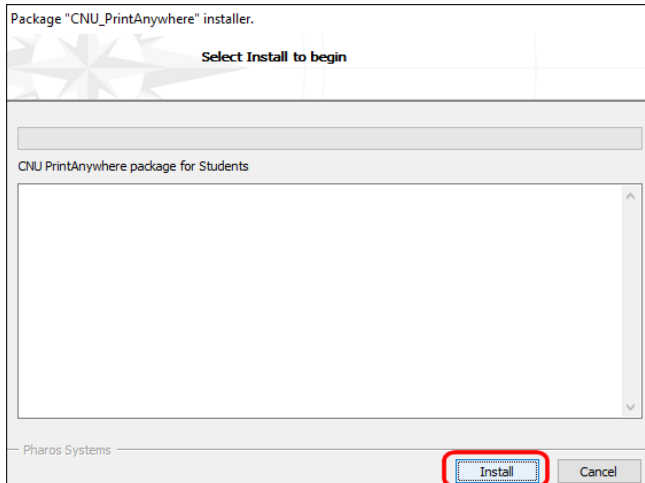 Package "CNU_PrintAnywhere" installer.
Select Install to begin
CNU PrintAnywhere package for Students
Pharos Systems
Install
Cancel